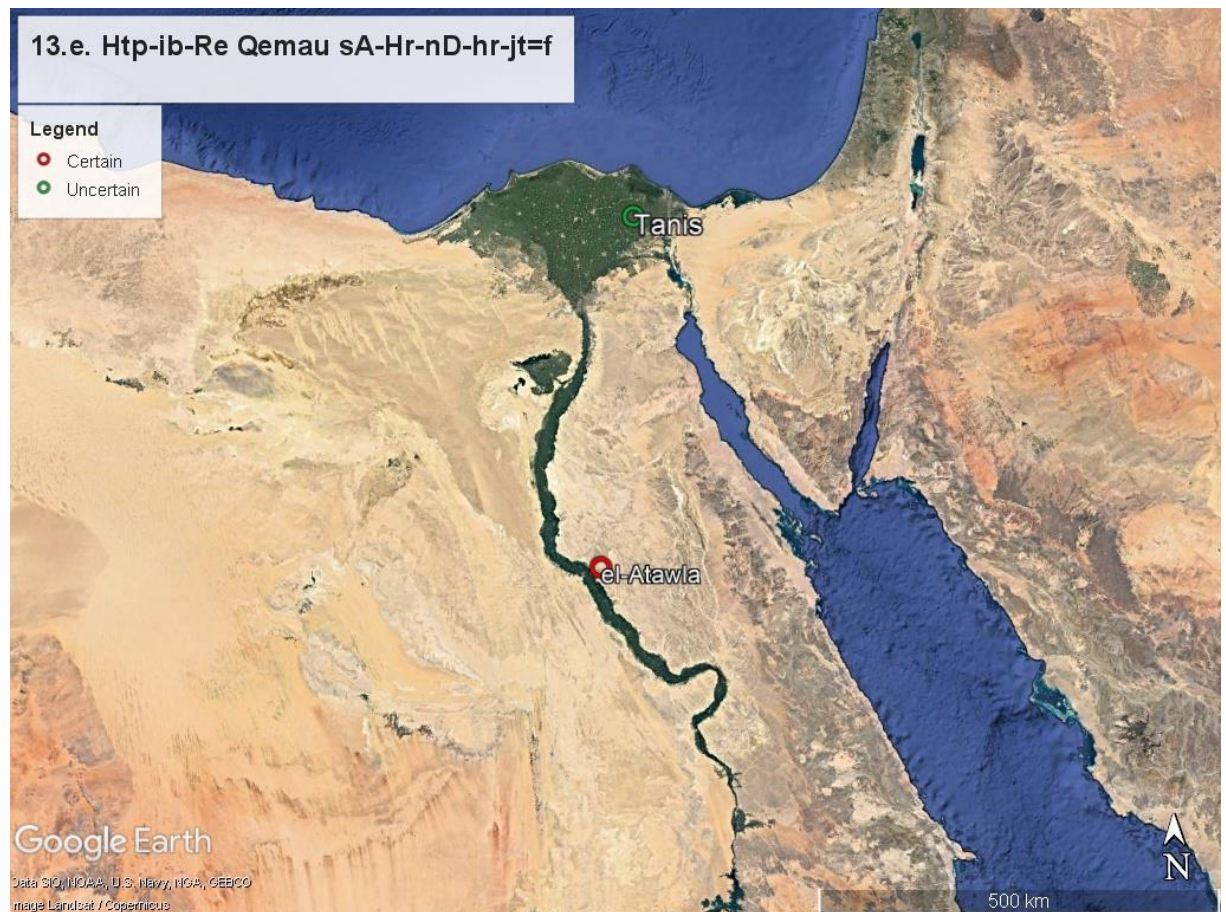 13.e. Htp-ib-Re Qemau sA-Hr-nD-hr-jt=f
Legend
Certain
Uncertain
Tanis
el-Atawla
Google Earth
Data SIO, NOAA, U.S. Navy, NGA, GEBCO
Image Landsat / Copernicus
N
500 km